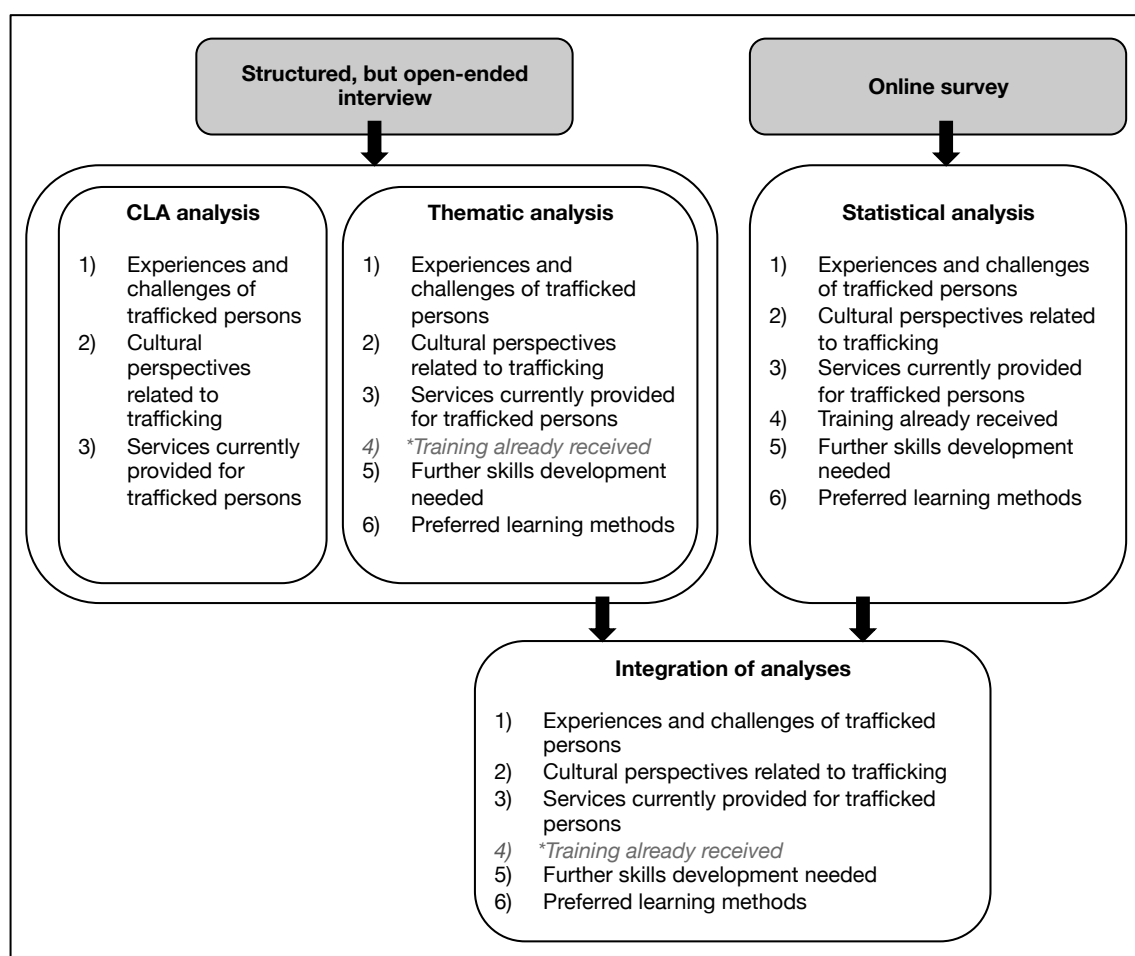 Structured, but open-ended
interview
Online survey
CLA analysis
1) Experiences and
challenges of
trafficked persons
2) Cultural
perspectives
related to
trafficking
3) Services currently
provided for
trafficked persons
Thematic analysis
1) Experiences and
challenges of trafficked
persons
2) Cultural perspectives
related to trafficking
3) Services currently provided
for trafficked persons
4) *Training already received
5) Further skills development
needed
6) Preferred learning methods
Statistical analysis
1) Experiences and challenges
of trafficked persons
2) Cultural perspectives related
to trafficking
3) Services currently provided
for trafficked persons
4) Training already received
5) Further skills development
needed
6) Preferred learning methods
Integration of analyses
1) Experiences and challenges of trafficked
persons
2) Cultural perspectives related to trafficking
3) Services currently provided for trafficked
persons
4) *Training already received
5) Further skills development needed
6) Preferred learning methods